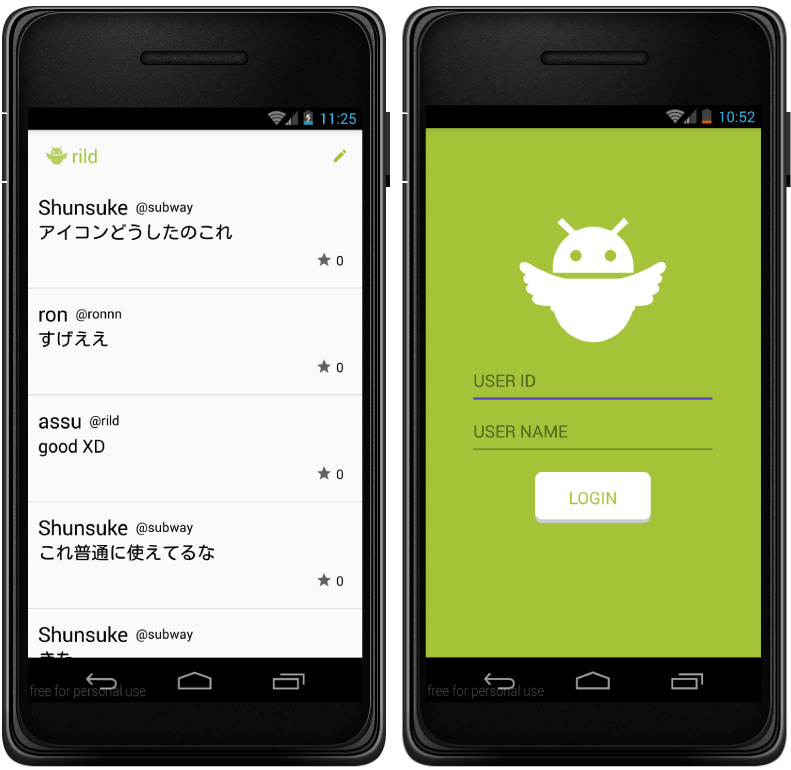 11:25
rild
Shunsuke @subway
アイコンどうしたのこれ
0
ron @ronnn
すげええ
0
assu @rild
good XD
0
Shunsuke @subway
これ普通に使えてるな
0
Shunsuke @subway
きた
free for personal use
10:52
USER ID
USER NAME
LOGIN
free for personal use